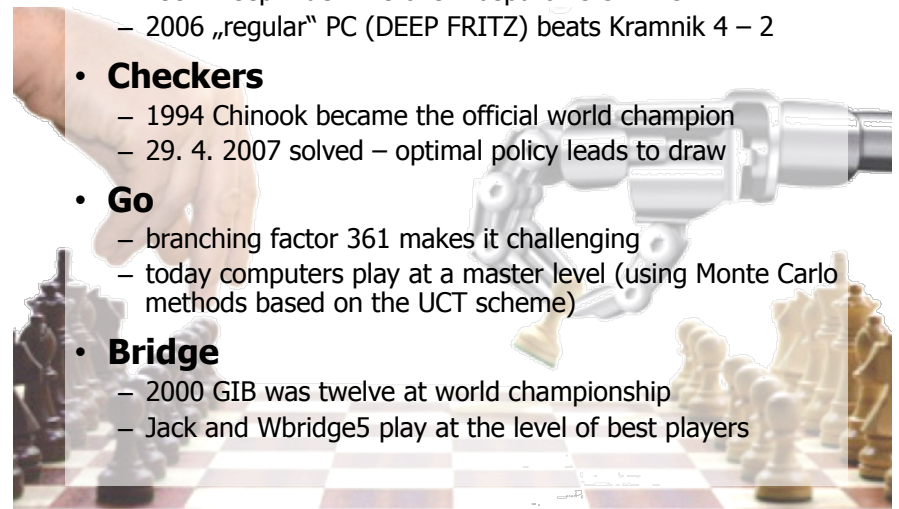 – 2006 „regular“ PC (DEEP FRITZ) beats Kramnik 4 – 2
• Checkers
– 1994 Chinook became the official world champion
– 29. 4. 2007 solved – optimal policy leads to draw
• Go
– branching factor 361 makes it challenging
– today computers play at a master level (using Monte Carlo
methods based on the UCT scheme)
• Bridge
– 2000 GIB was twelve at world championship
– Jack and Wbridge5 play at the level of best players